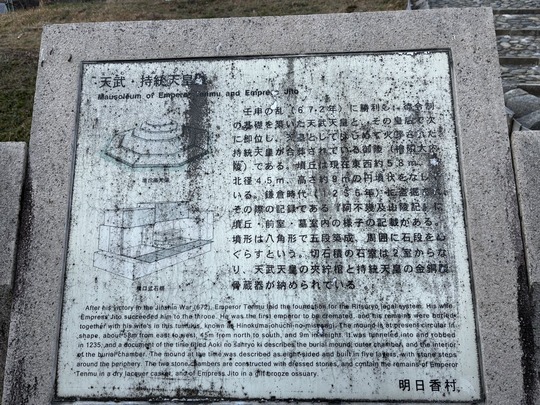 天武・持統天皇陵
Mausoleum of Emperor Tenmu and Empress Jito
壬申の乱(672年)に勝利し、律令制
の基礎を築いた天武天皇と、その皇后で次
に即位し、天皇としてはじめて火葬された
持統天皇が合葬されている御陵(檜隈大内
陵)である。墳丘は現在東西約58m、南
北径45m、高さ約9mの円墳状をなして
いる。鎌倉時代(1235年)に盗掘
その際の記録である『阿不幾及山陵記』に
墳丘・前室・墓室内の様子の記載がある。
墳形は八角形で五段築成、周囲に石段をめ
ぐらすという。切石積の石室は2室からな
り、天武天皇の夾紵棺と持統天皇の金銅製
骨蔵器が納められている
After his victory in the Jinshin War (672), Emperor Tenmu laid the foundation for the Ritsuryo legal system. His wife
Empress Jito succeeded him to the throne. He was the first emperor to be cremated, and his remains were buried
together with his wife's in this tumulus, known as Hinokuma-ohuchi-no-misasagi. The mound is at present circular in
shape, about 58m from east to west, 45m from north to south, and 9m in height. It was tunneled into and robbed
in 1235, and a document of the time titled Aoki no sanryo ki describes the burial mound, outer chamber, and the interior
of the burial chamber. The mound at the time was described as eight-sided and built in five tiers, with stone steps
around the periphery. The two stone chambers are constructed with dressed stones, and contain the remains of Emperor
Tenmu in a dry lacquer casket, and of Empress Jito in a gilt bronze ossuary.
明日香村